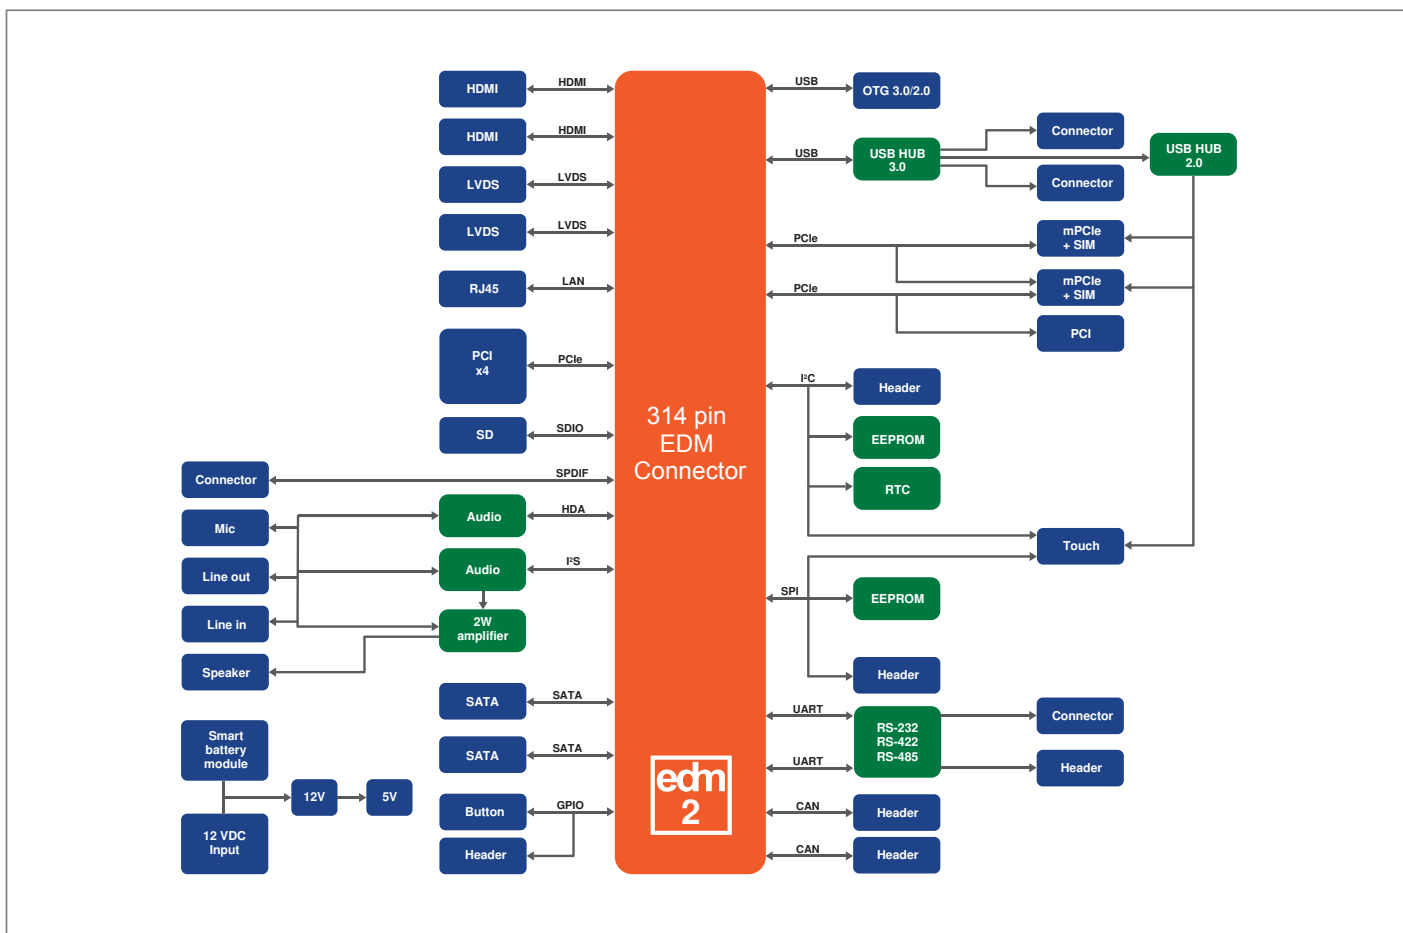 HDMI
HDMI
HDMI
HDMI
LVDS
LVDS
LVDS
LVDS
RJ45
LAN
PCI
x4
PCIe
SD
SDIO
Connector
SPDIF
Mic
Audio
HDA
Line out
Audio
I²S
Line in
2W
amplifier
Speaker
SATA
SATA
SATA
SATA
Smart
battery
module
12V
5V
12 VDC
Input
Button
GPIO
Header
314 pin
EDM
Connector
edm
2
USB
OTG 3.0/2.0
USB
USB HUB
3.0
Connector
Connector
USB HUB
2.0
PCIe
mPCIe
+ SIM
PCIe
mPCIe
+ SIM
PCI
I²C
Header
EEPROM
RTC
Touch
SPI
EEPROM
Header
UART
UART
RS-232
RS-422
RS-485
Connector
Header
CAN
Header
CAN
Header